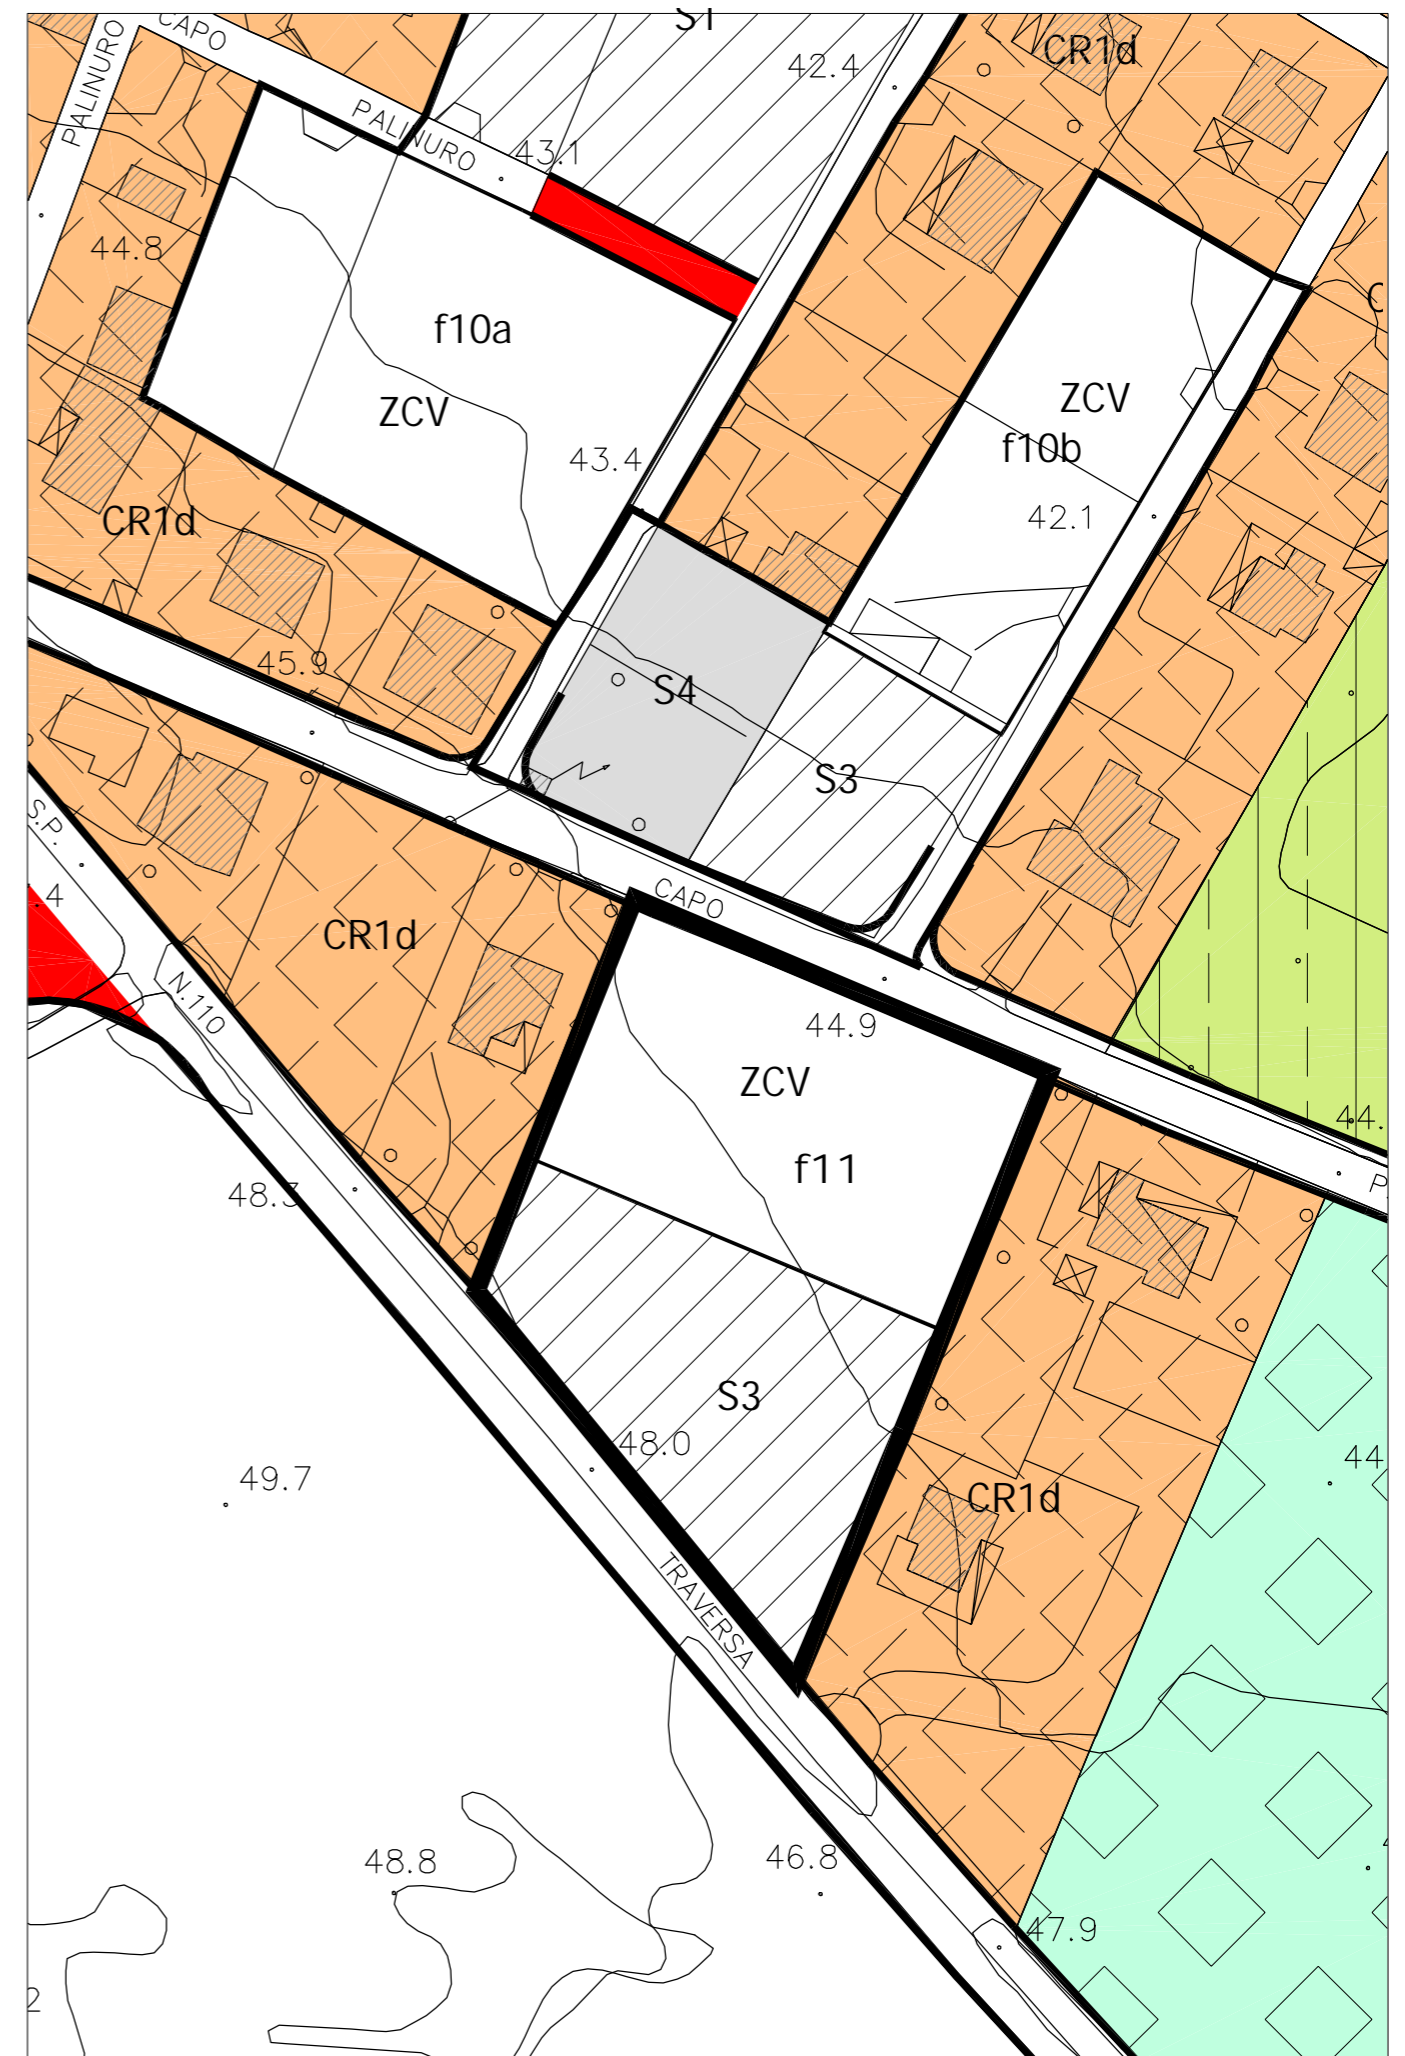 S1
CAPO
PALINURO
CR1d
42.4
PALINURO
43.1
44.8
f10a
ZCV
ZCV
f10b
43.4
42.1
CR1d
45.9
S4
S3
S.P.
CAPO
CR1d
N.110
44.9
ZCV
f11
48.3
S3
48.0
49.7
CR1d
TRAVERSA
48.8
46.8
47.9